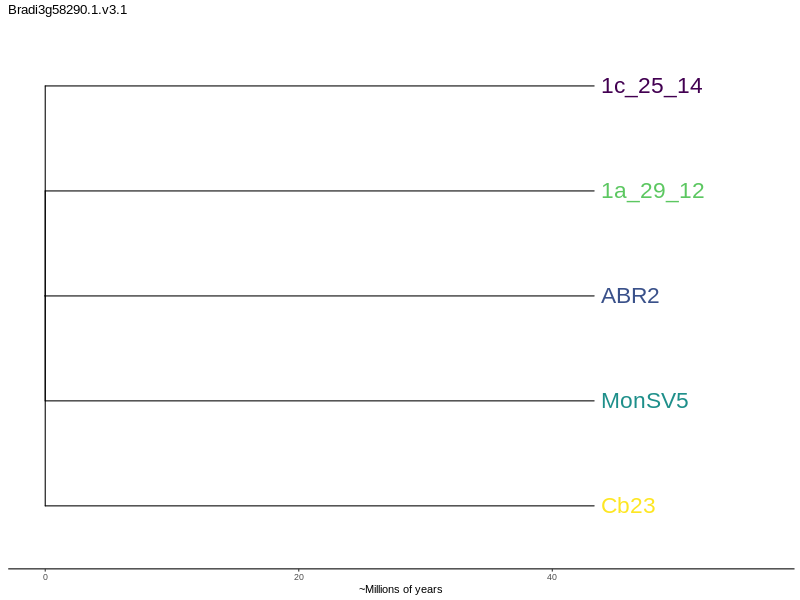 Bradi3g58290.1.v3.1
1c_25_14
1a_29_12
ABR2
MonSV5
Cb23
0 20 40
~Millions of years